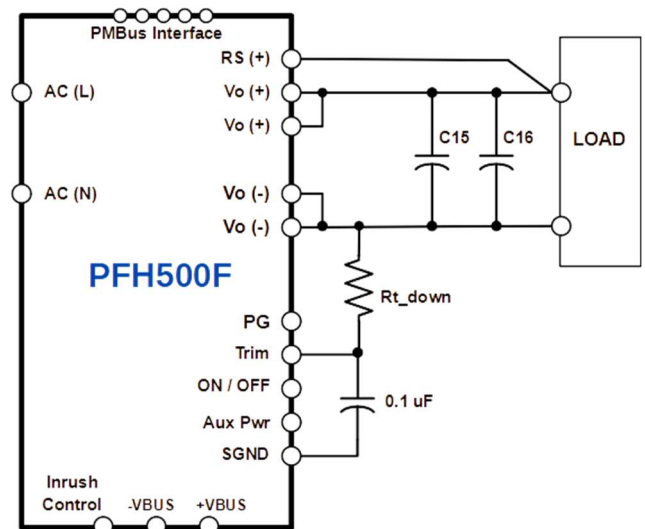 PMBus Interface
RS (+)
AC (L)
Vo (+)
Vo (+)
C15
C16
LOAD
AC (N)
Vo (-)
Vo (-)
PFH500F
Rt_down
PG
Trim
ON / OFF
0.1 uF
Aux Pwr
SGND
Inrush
Control
-VBUS
+VBUS